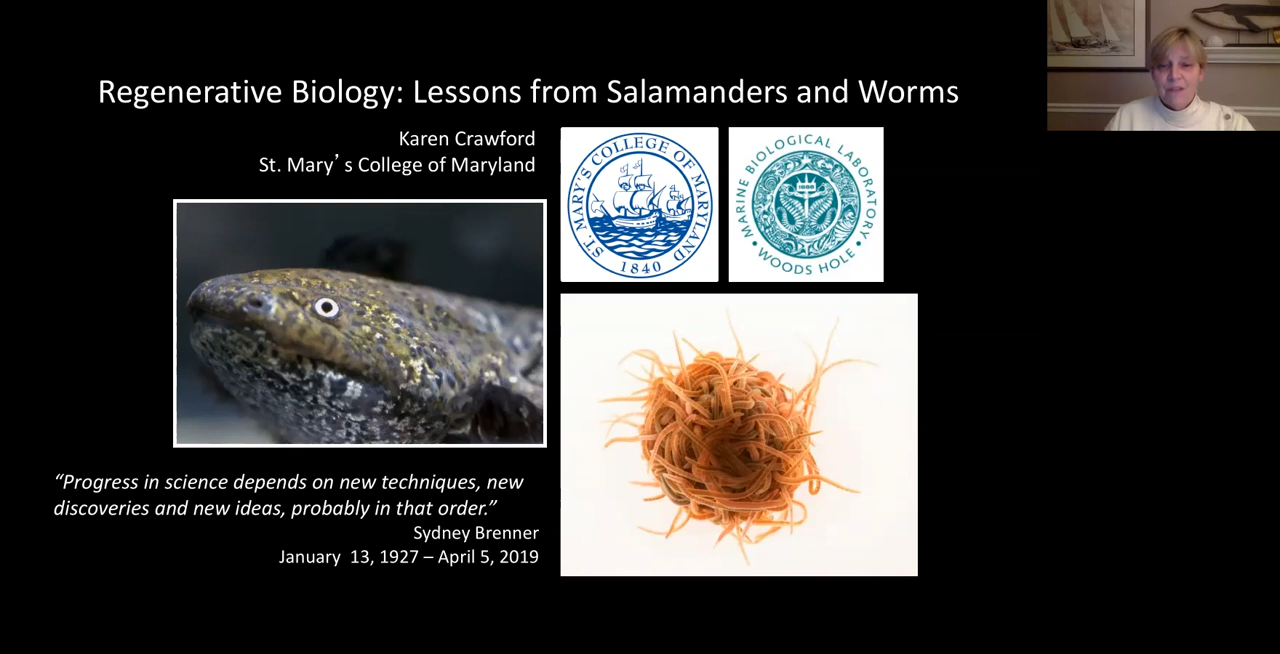 Regenerative Biology: Lessons from Salamanders and Worms
Karen Crawford
St. Mary’s College of Maryland
ST. MARY'S COLLEGE OF MARYLAND
1840
MARINE BIOLOGICAL LABORATORY
1888
• WOODS HOLE •
“Progress in science depends on new techniques, new
discoveries and new ideas, probably in that order.”
Sydney Brenner
January 13, 1927 – April 5, 2019